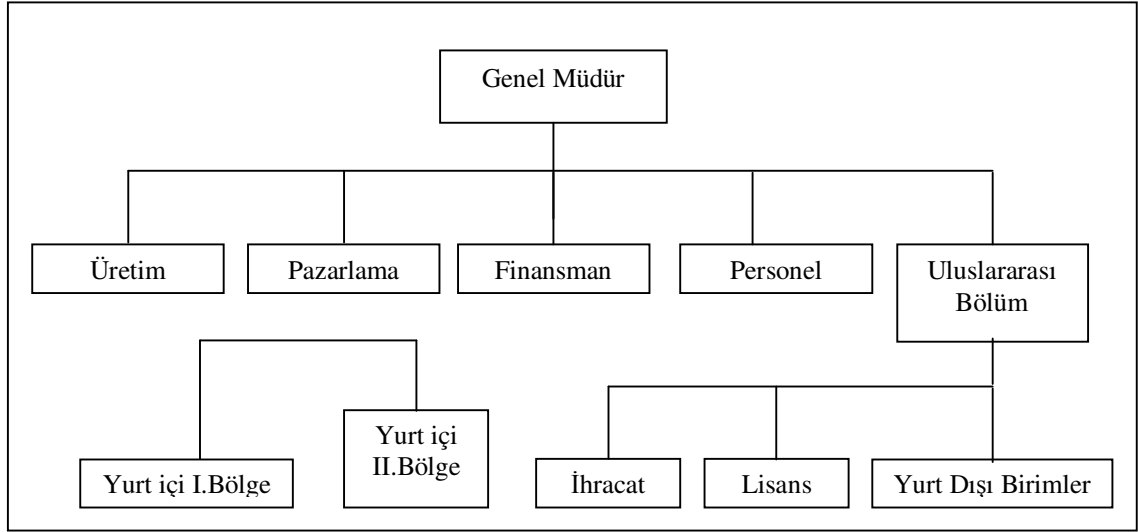 Genel Müdür
Üretim
Pazarlama
Finansman
Personel
Uluslararası
Bölüm
Yurt içi I.Bölge
Yurt içi
II.Bölge
İhracat
Lisans
Yurt Dışı Birimler